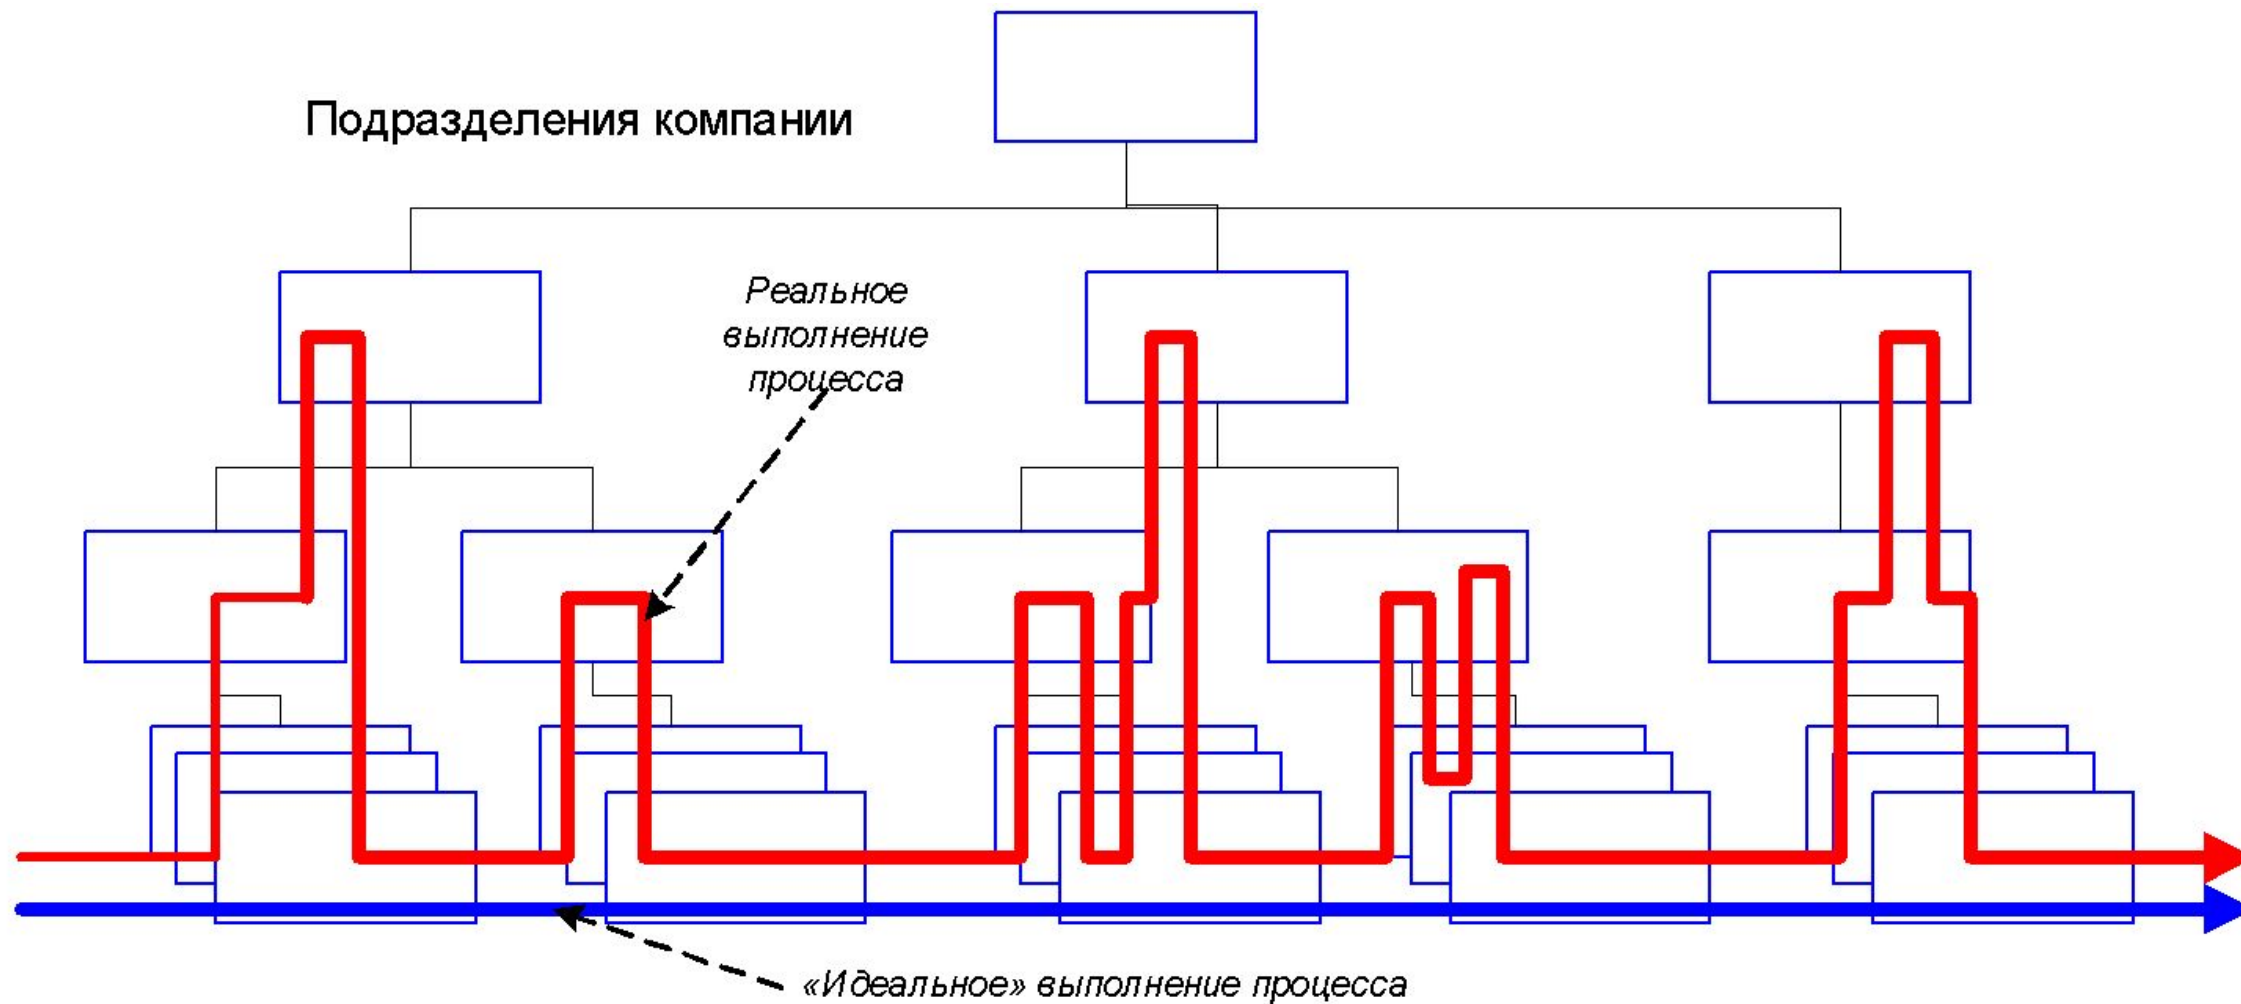 Подразделения компании
Реальное
выполнение
процесса
«Идеальное» выполнение процесса